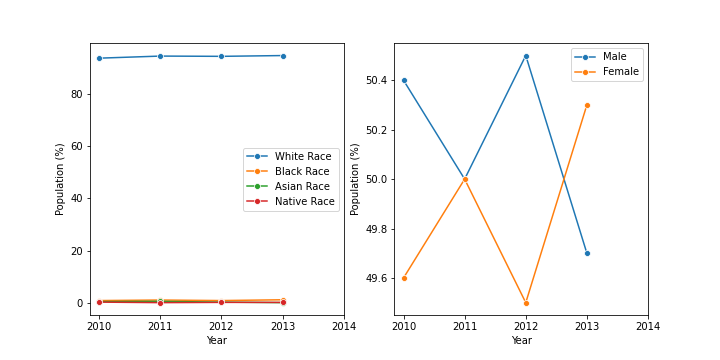 Population (%)
80
60
40
20
0
2010 2011 2012 2013 2014
Year
White Race
Black Race
Asian Race
Native Race
Population (%)
50.4
50.2
50.0
49.8
49.6
2010 2011 2012 2013 2014
Year
Male
Female